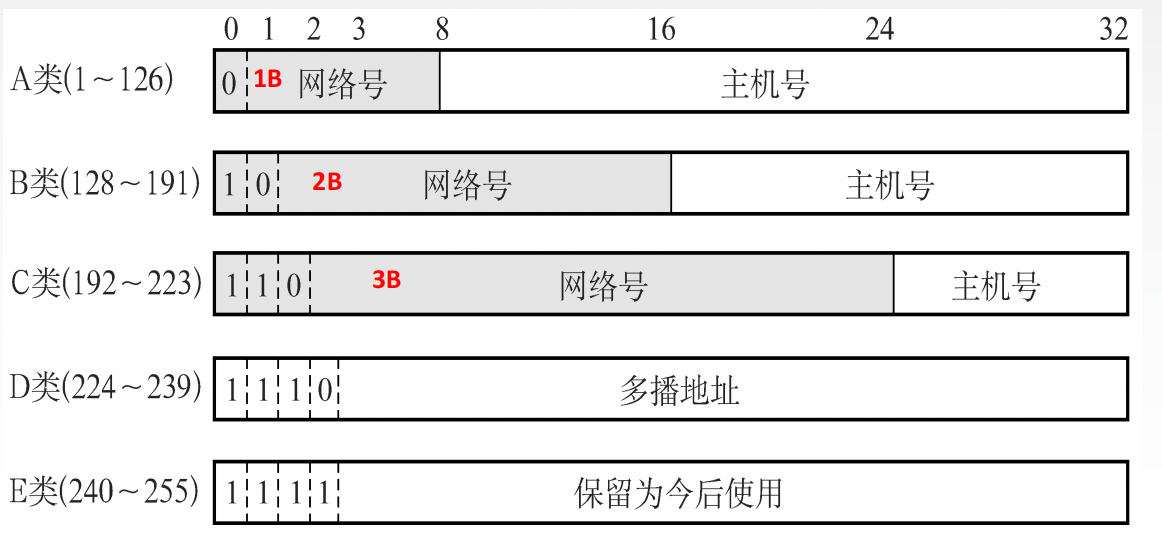 0 1 2 3 8 16 24 32
A类(1～126) 0 1B 网络号 主机号
B类(128～191) 1 0 2B 网络号 主机号
C类(192～223) 1 1 0 3B 网络号 主机号
D类(224～239) 1 1 1 0 多播地址
E类(240～255) 1 1 1 1 保留为今后使用